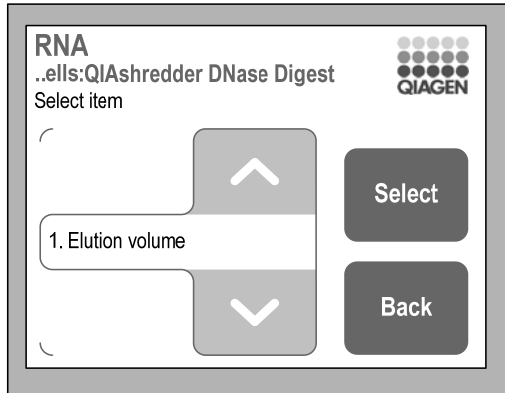 RNA
..ells:QIAshredder DNase Digest
Select item
QIAGEN
1. Elution volume
Select
Back